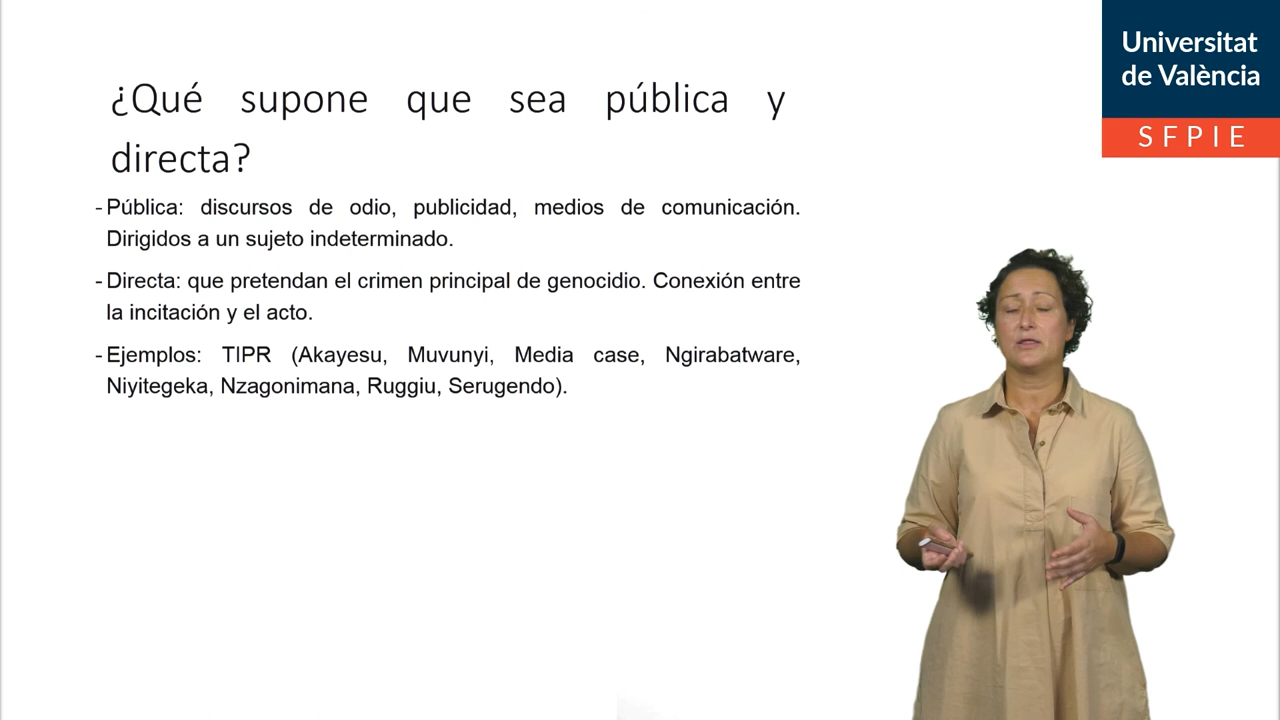 Universitat
de València
SFPIE
¿Qué supone que sea pública y
directa?
- Pública: discursos de odio, publicidad, medios de comunicación.
Dirigidos a un sujeto indeterminado.
- Directa: que pretendan el crimen principal de genocidio. Conexión entre
la incitación y el acto.
- Ejemplos: TIPR (Akayesu, Muvunyi, Media case, Ngirabatware,
Niyitegeka, Nzagonimana, Ruggiu, Serugendo).